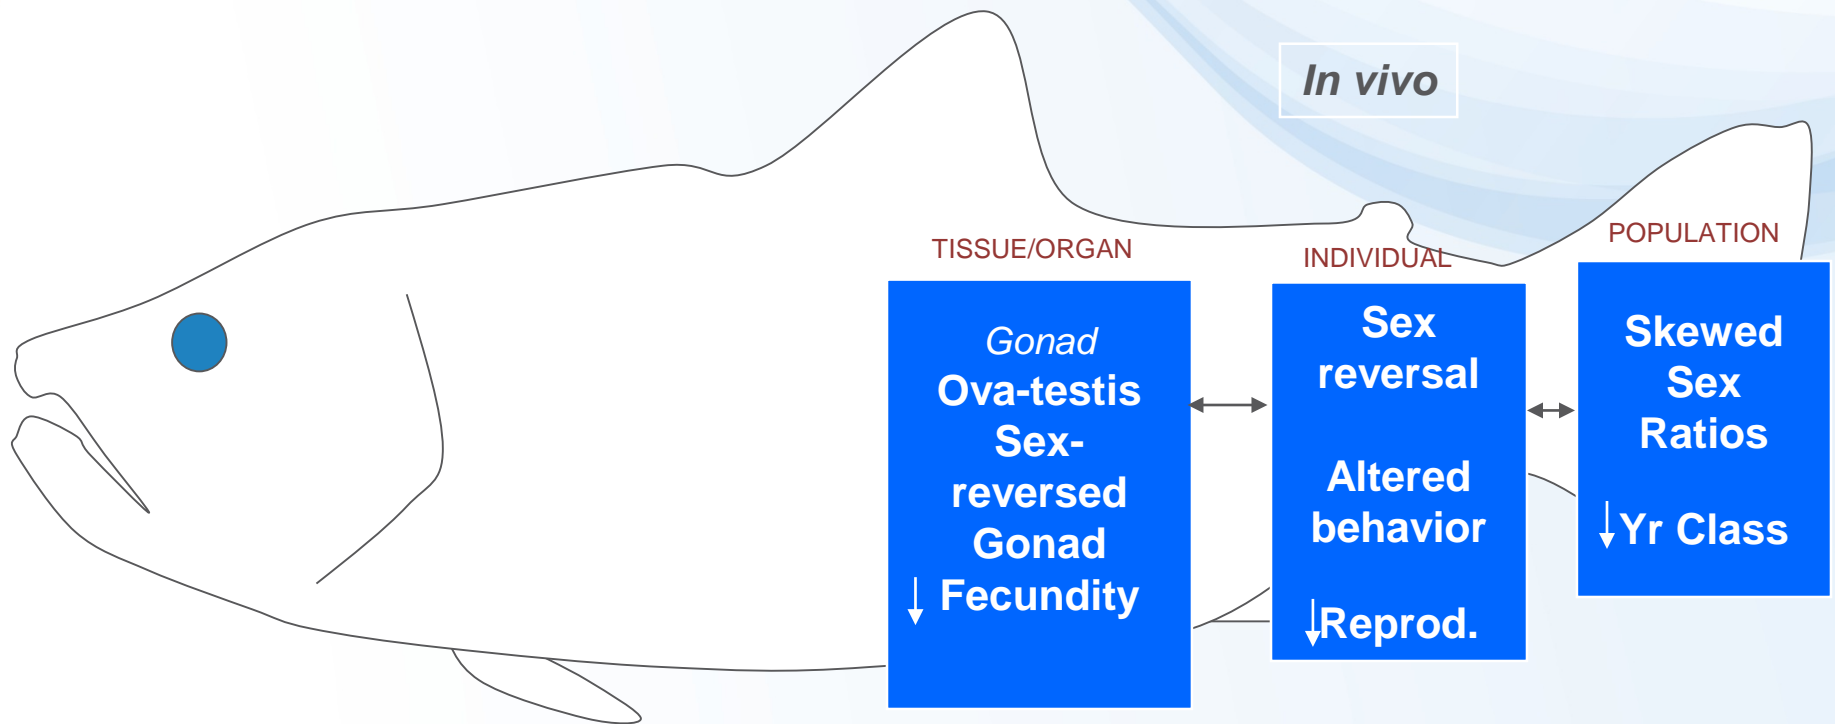 In vivo
TISSUE/ORGAN
Gonad
Ova-testis
Sex-
reversed
Gonad
↓ Fecundity
INDIVIDUAL
Sex
reversal
Altered
behavior
↓Reprod.
POPULATION
Skewed
Sex
Ratios
↓Yr Class